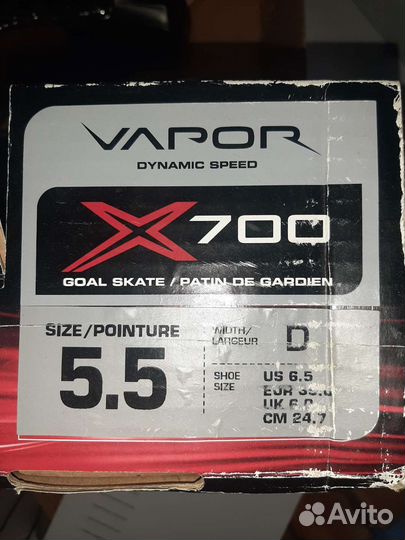 VAPOR
DYNAMIC SPEED
X700
GOAL SKATE / PATIN DE GARDIEN
SIZE/POINTURE
5.5
WIDTH/
LARGEUR
D
SHOE
SIZE
US 6.5
EUR
UK 6.0
CM 24.7
Avito